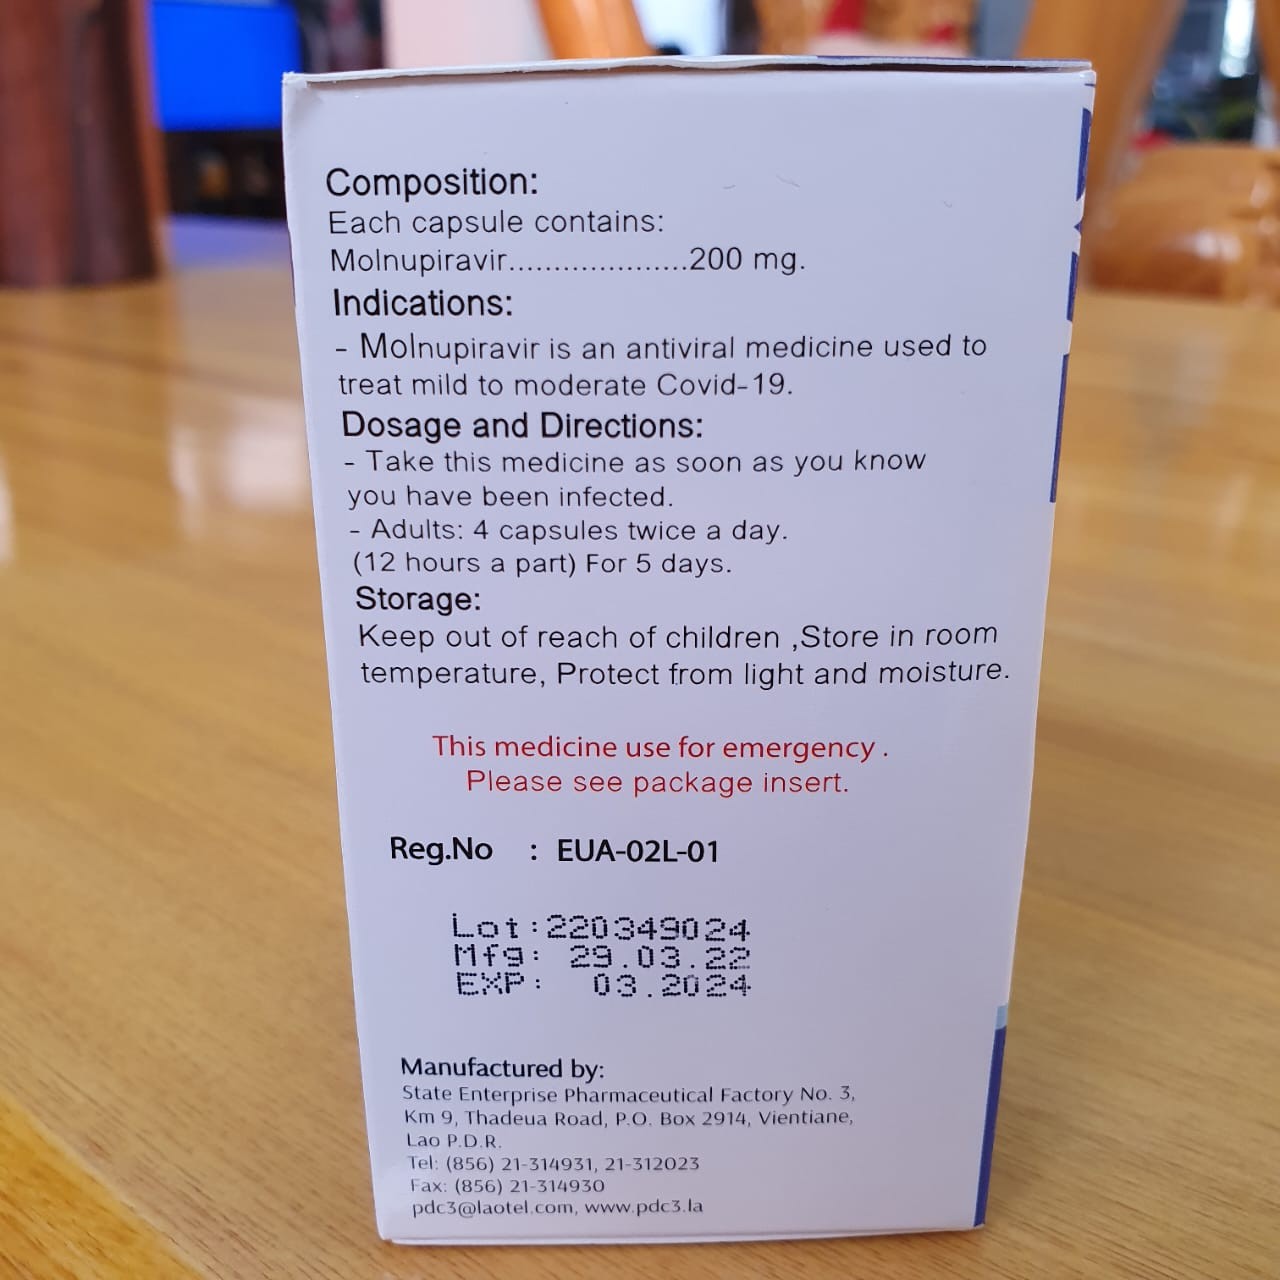 Composition:
Each capsule contains:
Molnupiravir....................200 mg.
Indications:
- Molnupiravir is an antiviral medicine used to
treat mild to moderate Covid-19.
Dosage and Directions:
- Take this medicine as soon as you know
you have been infected.
- Adults: 4 capsules twice a day.
(12 hours a part) For 5 days.
Storage:
Keep out of reach of children ,Store in room
temperature, Protect from light and moisture.
This medicine use for emergency .
Please see package insert.
Reg.No : EUA-02L-01
Lot:220349024
Mfg: 29.03.22
EXP: 03.2024
Manufactured by:
State Enterprise Pharmaceutical Factory No. 3,
Km 9, Thadeua Road, P.O. Box 2914, Vientiane,
Lao P.D.R.
Tel: (856) 21-314931, 21-312023
Fax: (856) 21-314930
pdc3@laotel.com, www.pdc3.la